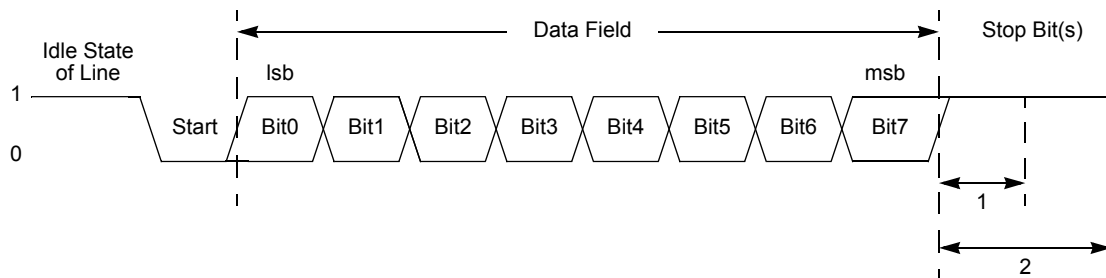 Data Field
Stop Bit(s)
Idle State
of Line
lsb
msb
1
Start
Bit0
Bit1
Bit2
Bit3
Bit4
Bit5
Bit6
Bit7
0
1
2